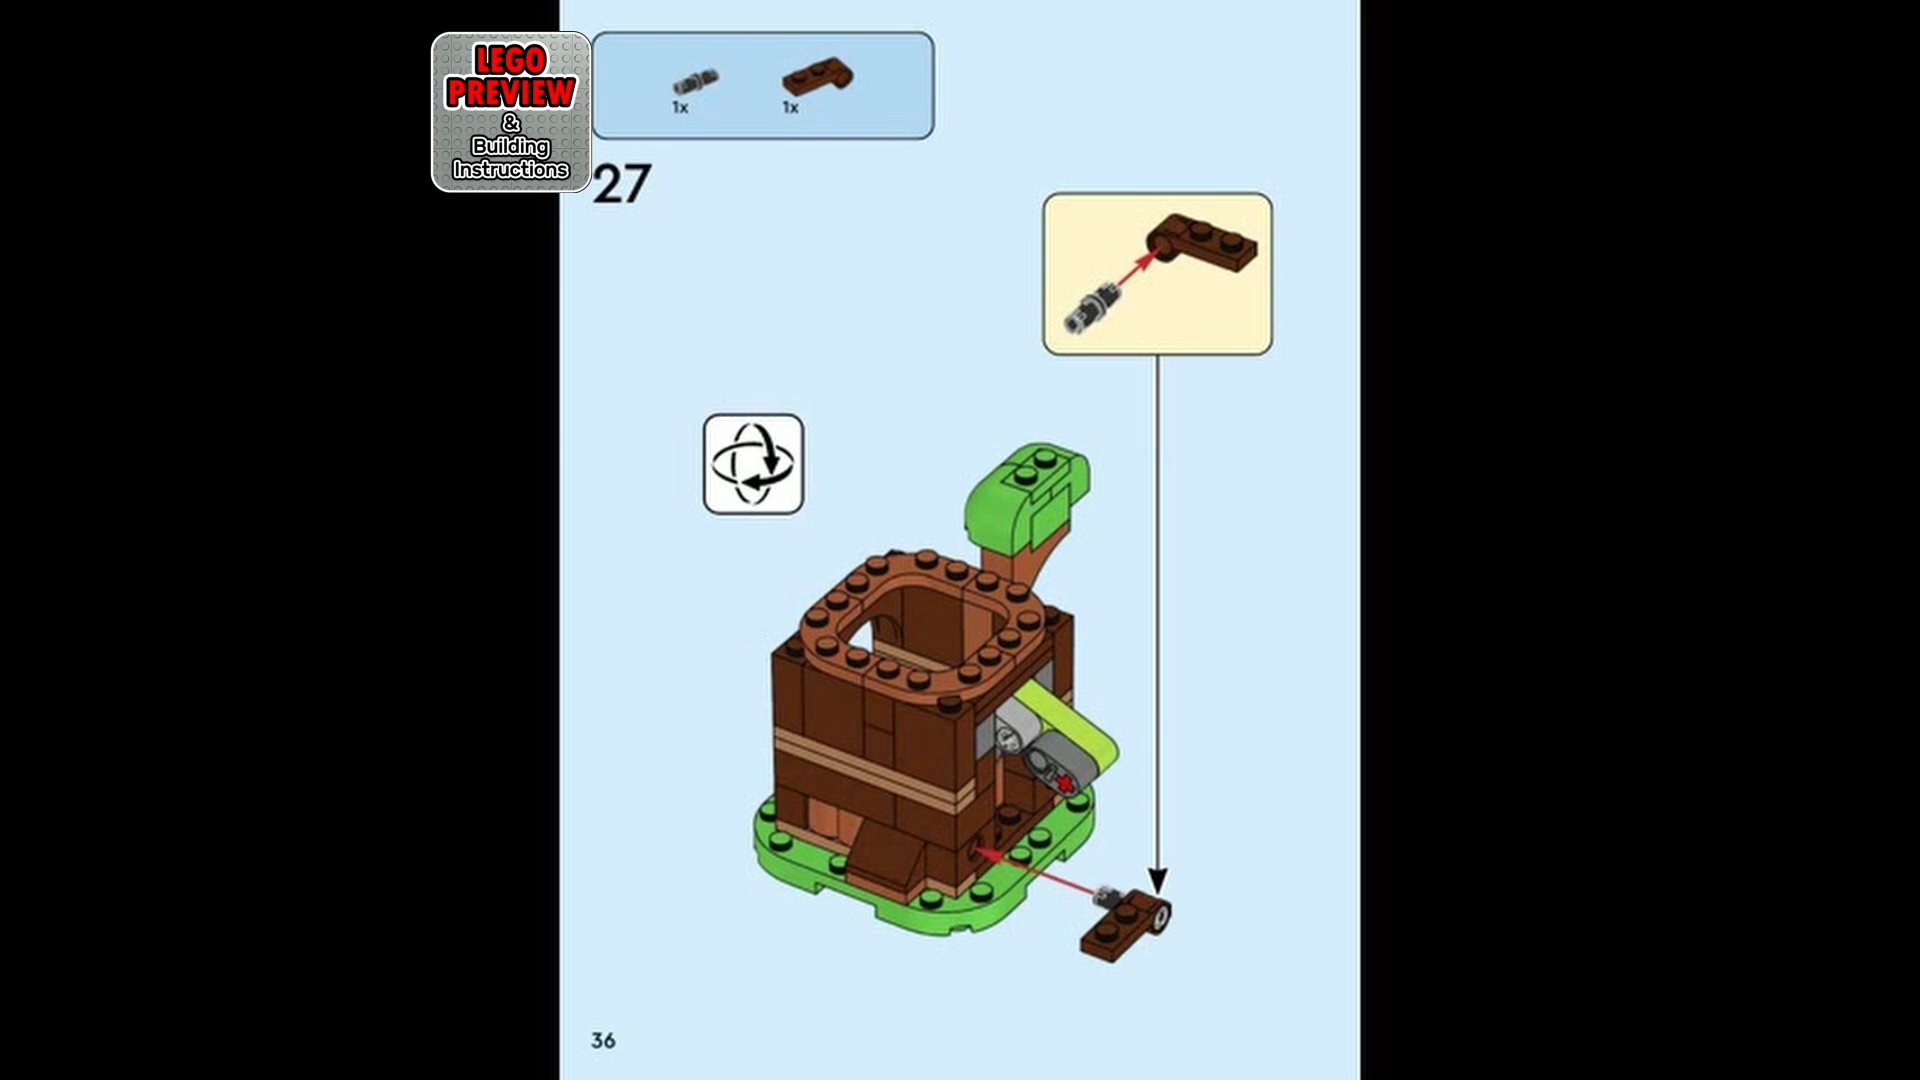 LEGO
PREVIEW
&
Building
Instructions
1x 1x
27
36